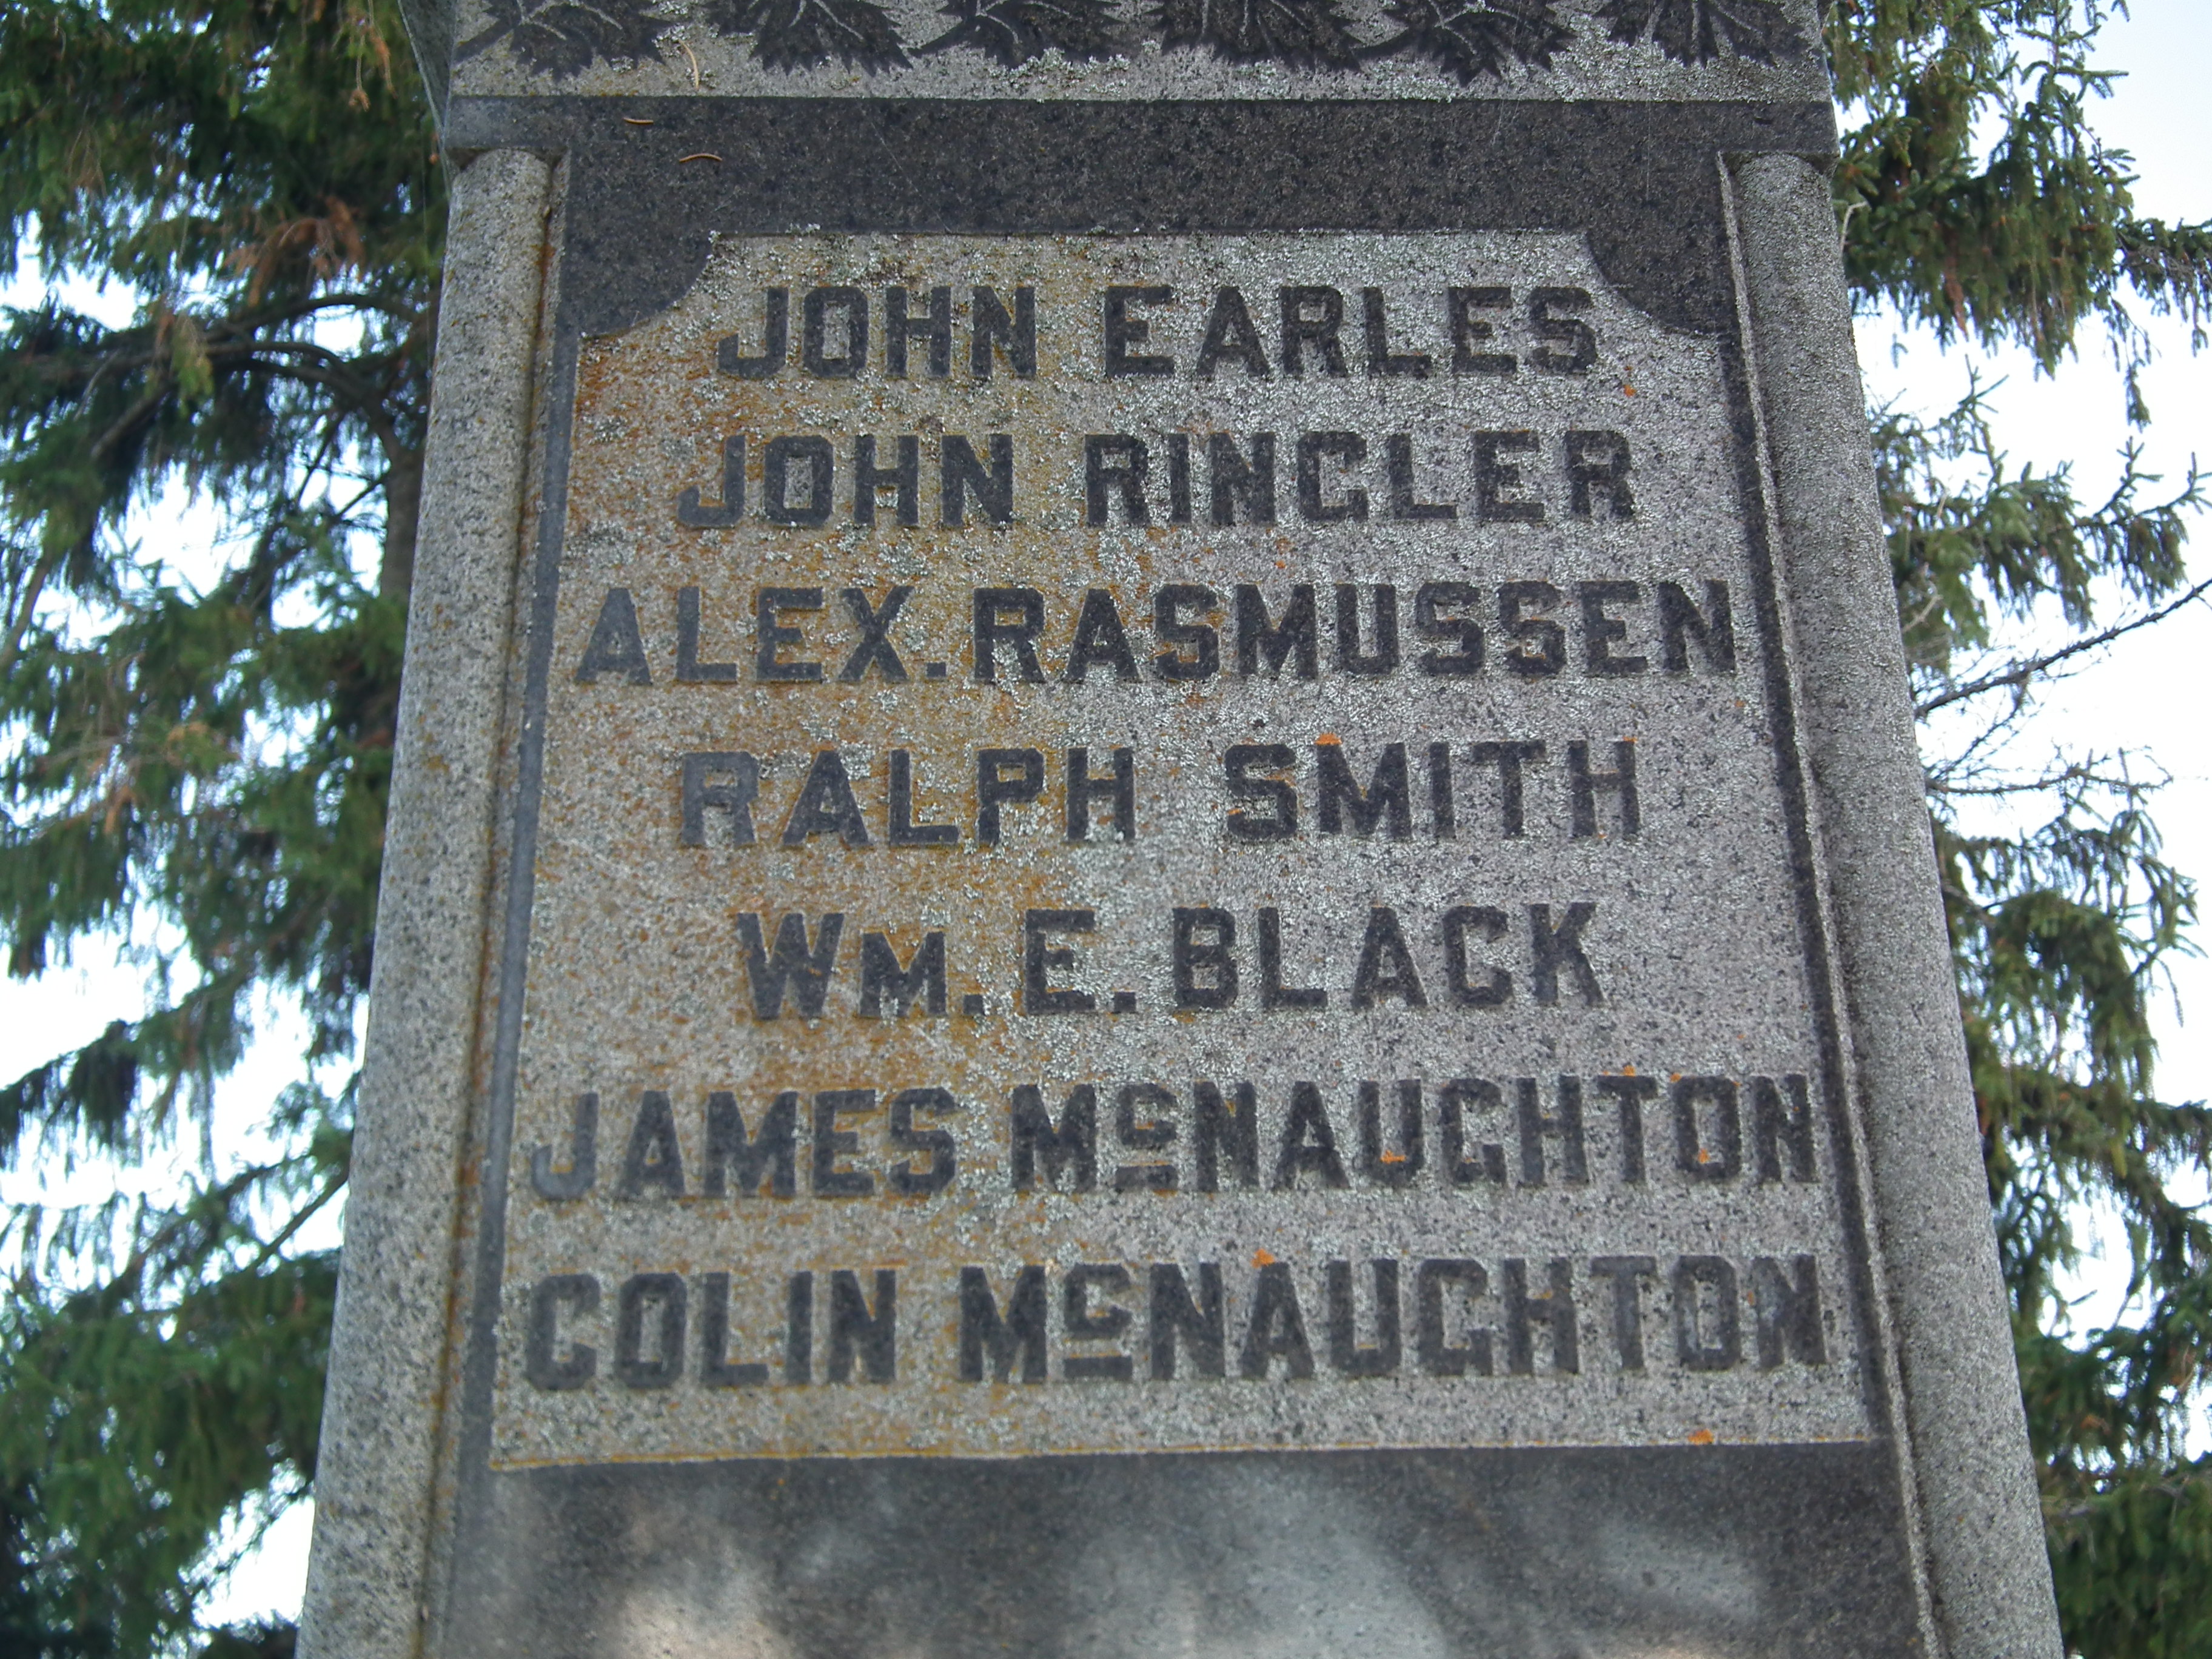 JOHN EARLES
JOHN RINGLER
ALEX. RASMUSSEN
RALPH SMITH
WM. E. BLACK
JAMES MCNAUGHTON
COLIN MCNAUGHTON